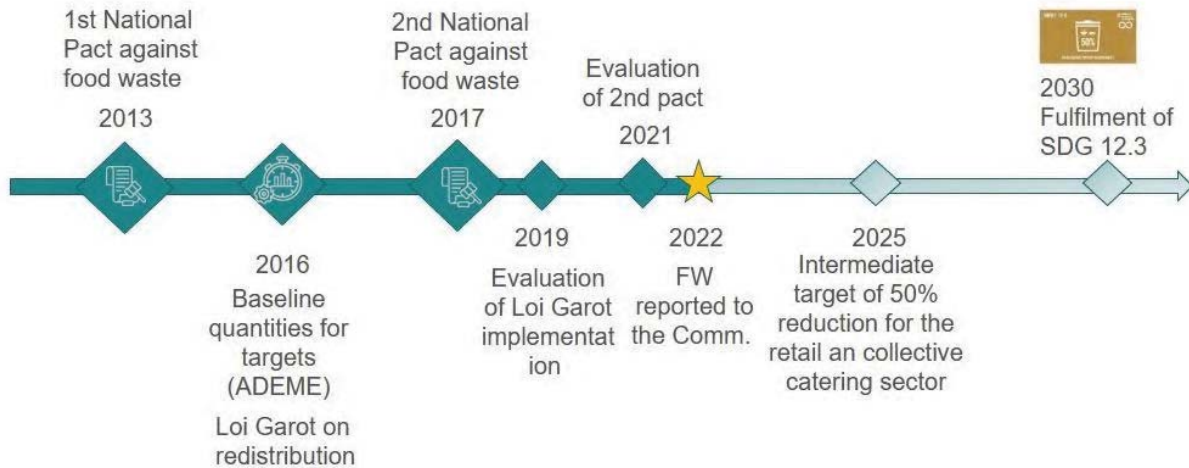 1st National
Pact against
food waste
2013
2nd National
Pact against
food waste
2017
Evaluation
of 2nd pact
2021
50%
2030
Fulfilment of
SDG 12.3
2016
Baseline
quantities for
targets
(ADEME)
Loi Garot on
redistribution
2019
Evaluation
of Loi Garot
implementat
ion
2022
FW
reported to
the Comm.
2025
Intermediate
target of 50%
reduction for the
retail an collective
catering sector